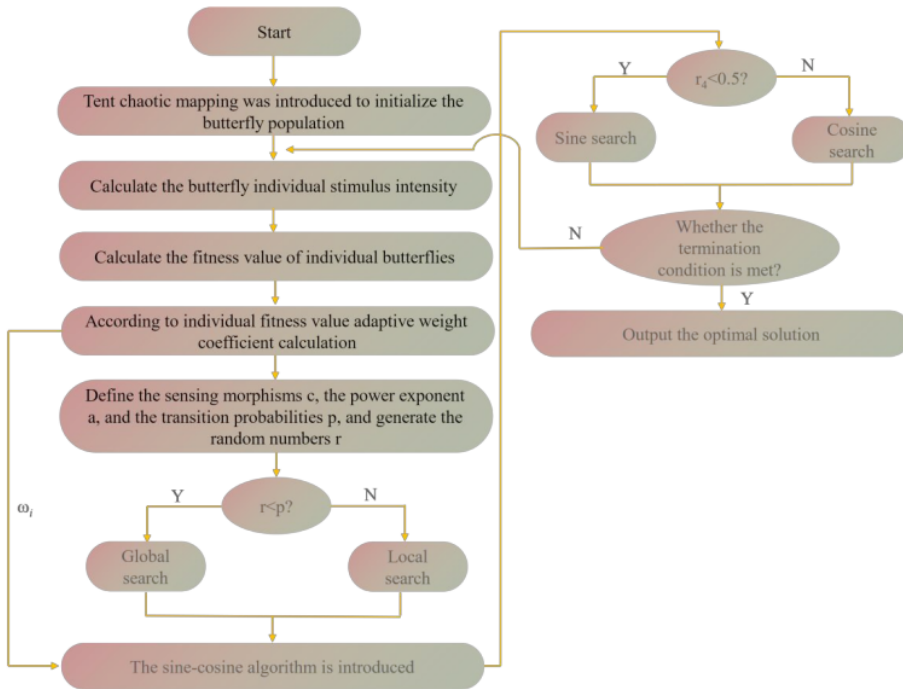 Start
Tent chaotic mapping was introduced to initialize the
butterfly population
Calculate the butterfly individual stimulus intensity
Calculate the fitness value of individual butterflies
According to individual fitness value adaptive weight
coefficient calculation
Define the sensing morphisms c, the power exponent
a, and the transition probabilities p, and generate the
random numbers r
r<p?
Y
N
Global
search
Local
search
ωi
The sine-cosine algorithm is introduced
r4<0.5?
Y
N
Sine search
Cosine
search
Whether the
termination
condition is met?
N
Y
Output the optimal solution